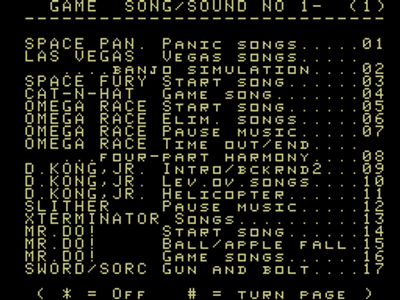 GAME SONG/SOUND NO 1- (1)
SPACE PAN. PANIC SONGS.....01
LAS VEGAS VEGAS SONGS.....
...BANJO SIMULATION....02
SPACE FURY START SONG.....03
CAT-N-HAT GAME SONG......04
OMEGA RACE START SONG.....05
OMEGA RACE ELIM. SONGS....06
OMEGA RACE PAUSE MUSIC....07
OMEGA RACE TIME OUT/END...
...FOUR-PART HARMONY....08
D.KONG,JR. INTRO/BCKRND2..09
D.KONG,JR. LEV.OV.SONGS...10
D.KONG,JR. HELICOPTER.....11
SLITHER PAUSE MUSIC....12
XTERMINATOR SONGS.........13
MR.DO! START SONG.....14
MR.DO! BALL/APPLE FALL.15
MR.DO! GAME SONGS.....16
SWORD/SORC GUN AND BOLT...17
( * = OFF # = TURN PAGE )